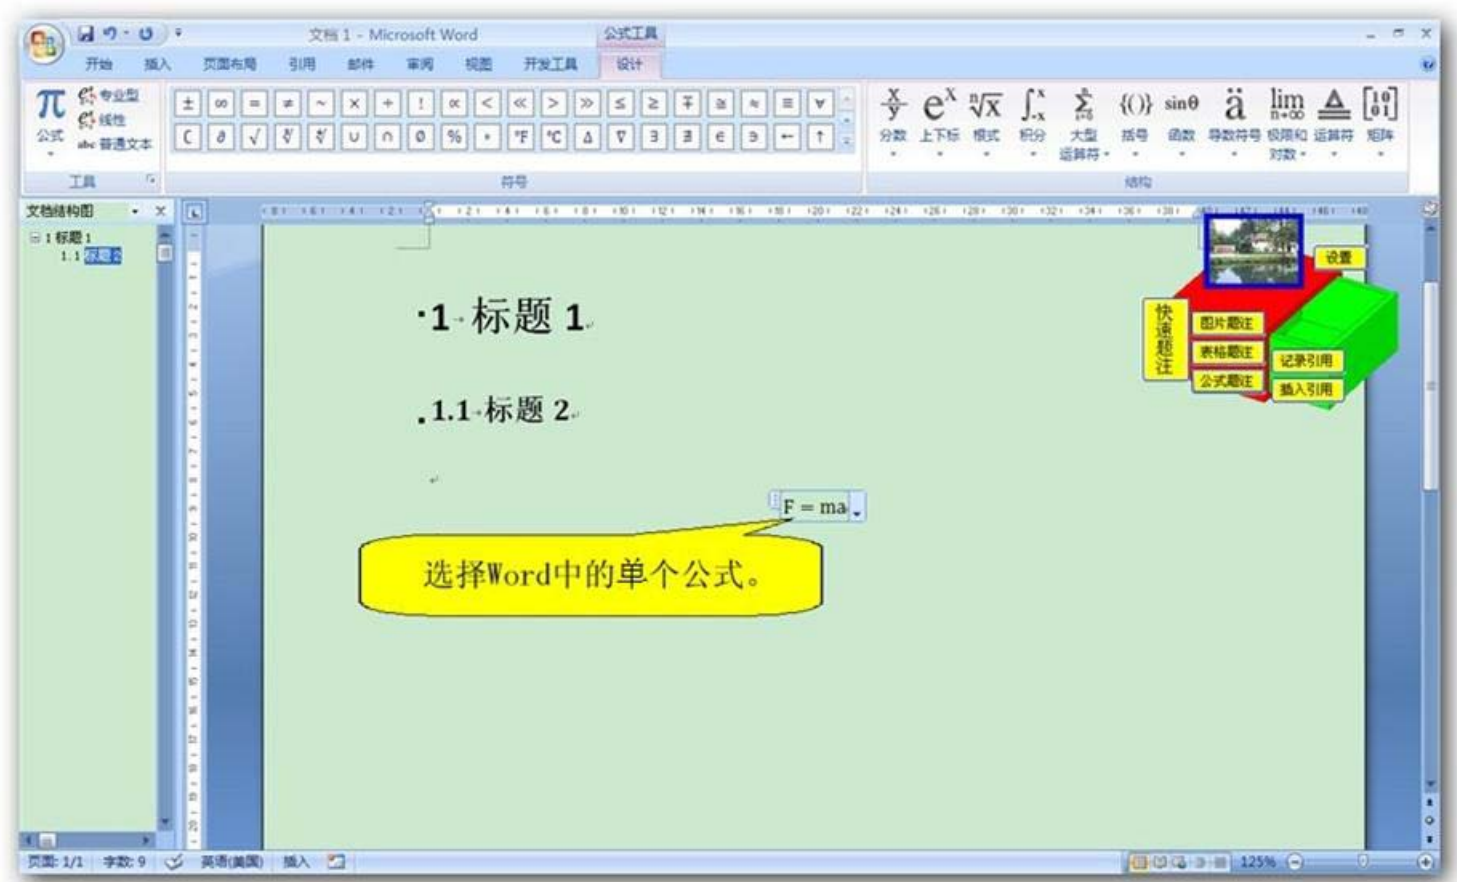 文档 1 - Microsoft Word
公式工具
开始 插入 页面布局 引用 邮件 审阅 视图 开发工具 设计
π 公式
专业型
线性
abc 普通文本
± ∞ = ≠ ~ × ÷ ! ∝ < ≪ > ≫ ≤ ≥ ∓ ≅ ≈ ≡ ∀
∁ ∂ √ ∛ ∜ ∪ ∩ ∅ % ° °F °C ∆ ∇ ∃ ∄ ∈ ∋ ← ↑
分数 上下标 根式 积分 大型运算符 括号 函数 导数符号 极限和对数 运算符 矩阵
工具 符号 结构
文档结构图
1 标题 1
1.1 标题 2
1 标题 1
1.1 标题 2
F = ma
选择Word中的单个公式。
设置
快速题注
图片题注
表格题注
公式题注
记录引用
插入引用
页面: 1/1 字数: 9 英语(美国) 插入 125%